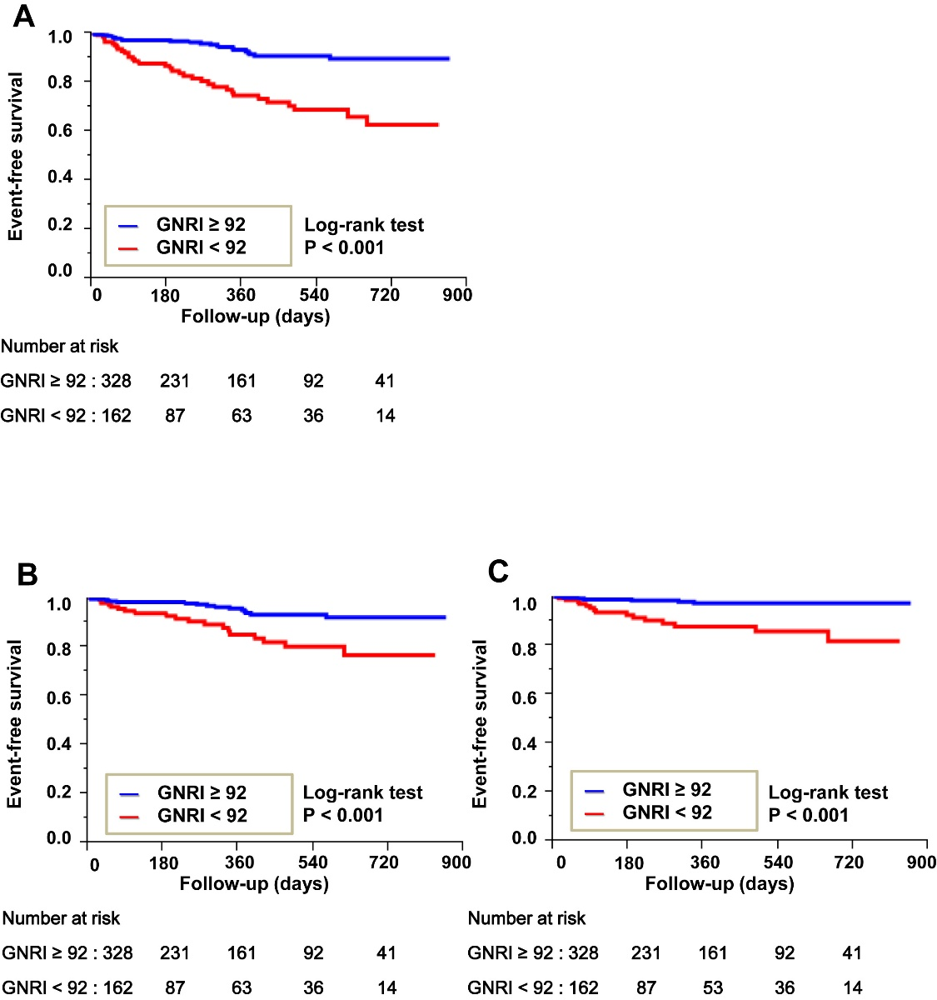 A
Event-free survival
1.0
0.8
0.6
0.4
0.2
0.0
GNRI ≥ 92
GNRI < 92
Log-rank test
P < 0.001
0 180 360 540 720 900
Follow-up (days)
Number at risk
GNRI ≥ 92 : 328 231 161 92 41
GNRI < 92 : 162 87 63 36 14
B
Event-free survival
1.0
0.8
0.6
0.4
0.2
0.0
GNRI ≥ 92
GNRI < 92
Log-rank test
P < 0.001
0 180 360 540 720 900
Follow-up (days)
Number at risk
GNRI ≥ 92 : 328 231 161 92 41
GNRI < 92 : 162 87 63 36 14
C
Event-free survival
1.0
0.8
0.6
0.4
0.2
0.0
GNRI ≥ 92
GNRI < 92
Log-rank test
P < 0.001
0 180 360 540 720 900
Follow-up (days)
Number at risk
GNRI ≥ 92 : 328 231 161 92 41
GNRI < 92 : 162 87 53 36 14